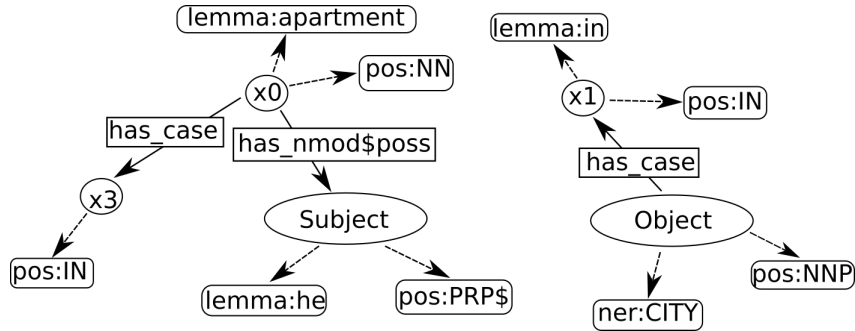 lemma:apartment
lemma:in
pos:NN
x0
x1
pos:IN
has_case
has_nmod$poss
has_case
x3
Subject
Object
pos:IN
pos:NNP
lemma:he
pos:PRP$
ner:CITY